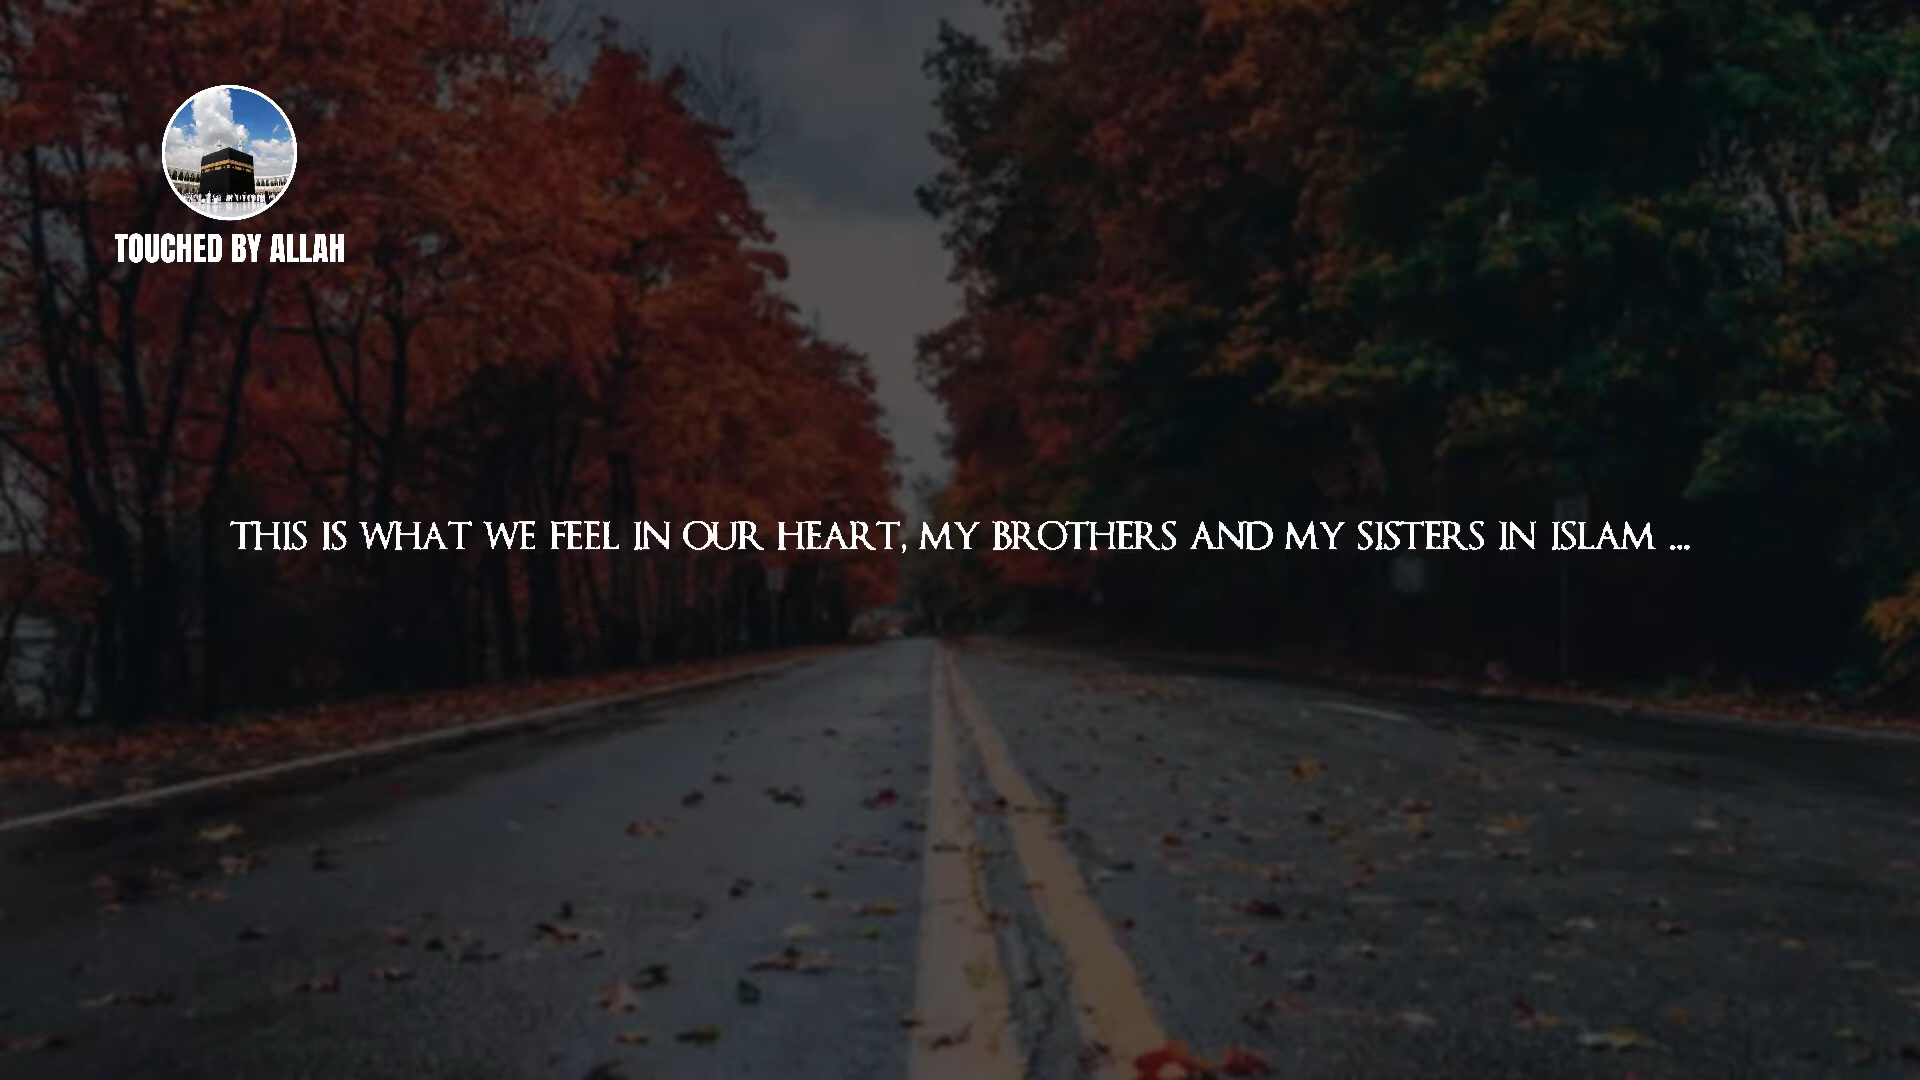 TOUCHED BY ALLAH
THIS IS WHAT WE FEEL IN OUR HEART, MY BROTHERS AND MY SISTERS IN ISLAM ...